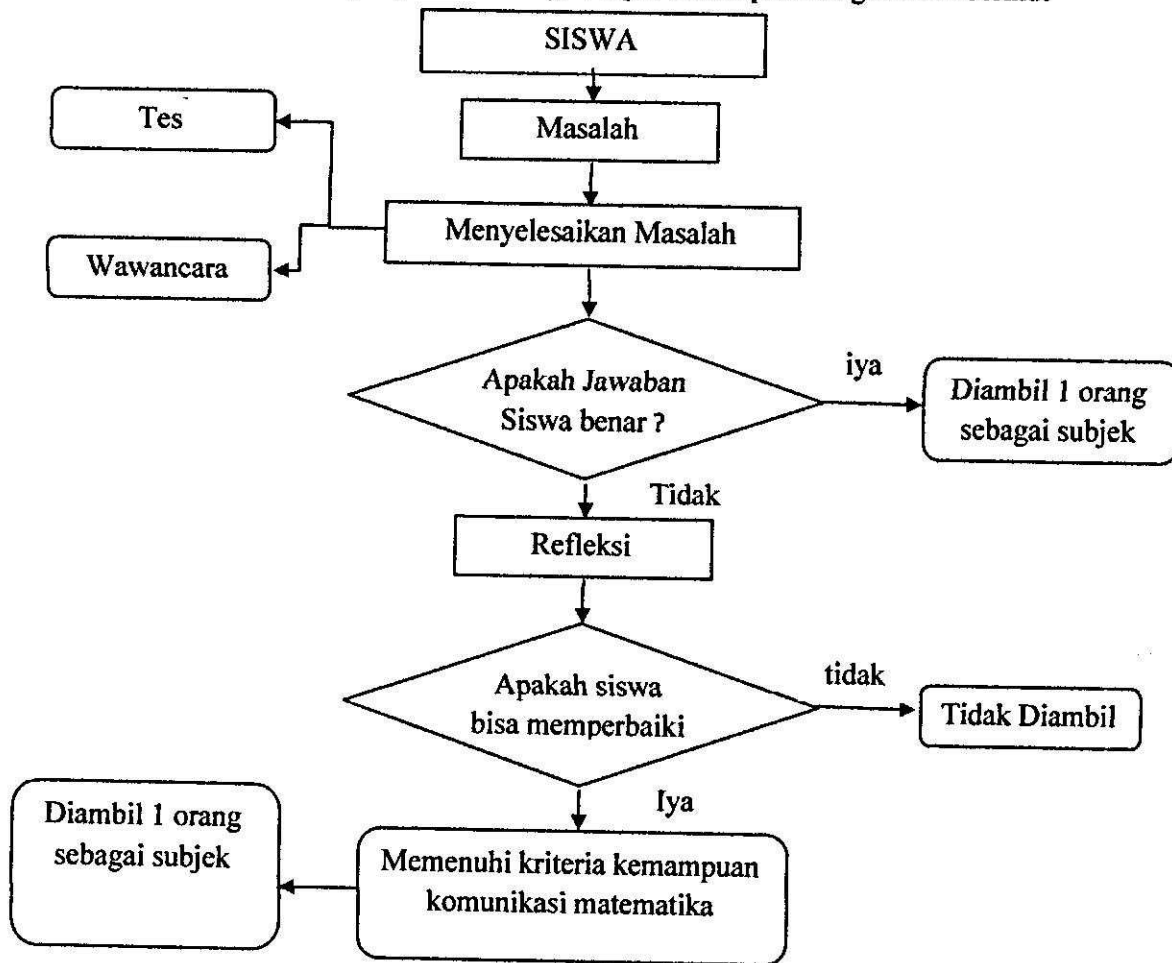 SISWA
Tes
Masalah
Menyelesaikan Masalah
Wawancara
Apakah Jawaban
Siswa benar ?
iya
Diambil 1 orang
sebagai subjek
Tidak
Refleksi
Apakah siswa
bisa memperbaiki
tidak
Tidak Diambil
Iya
Diambil 1 orang
sebagai subjek
Memenuhi kriteria kemampuan
komunikasi matematika